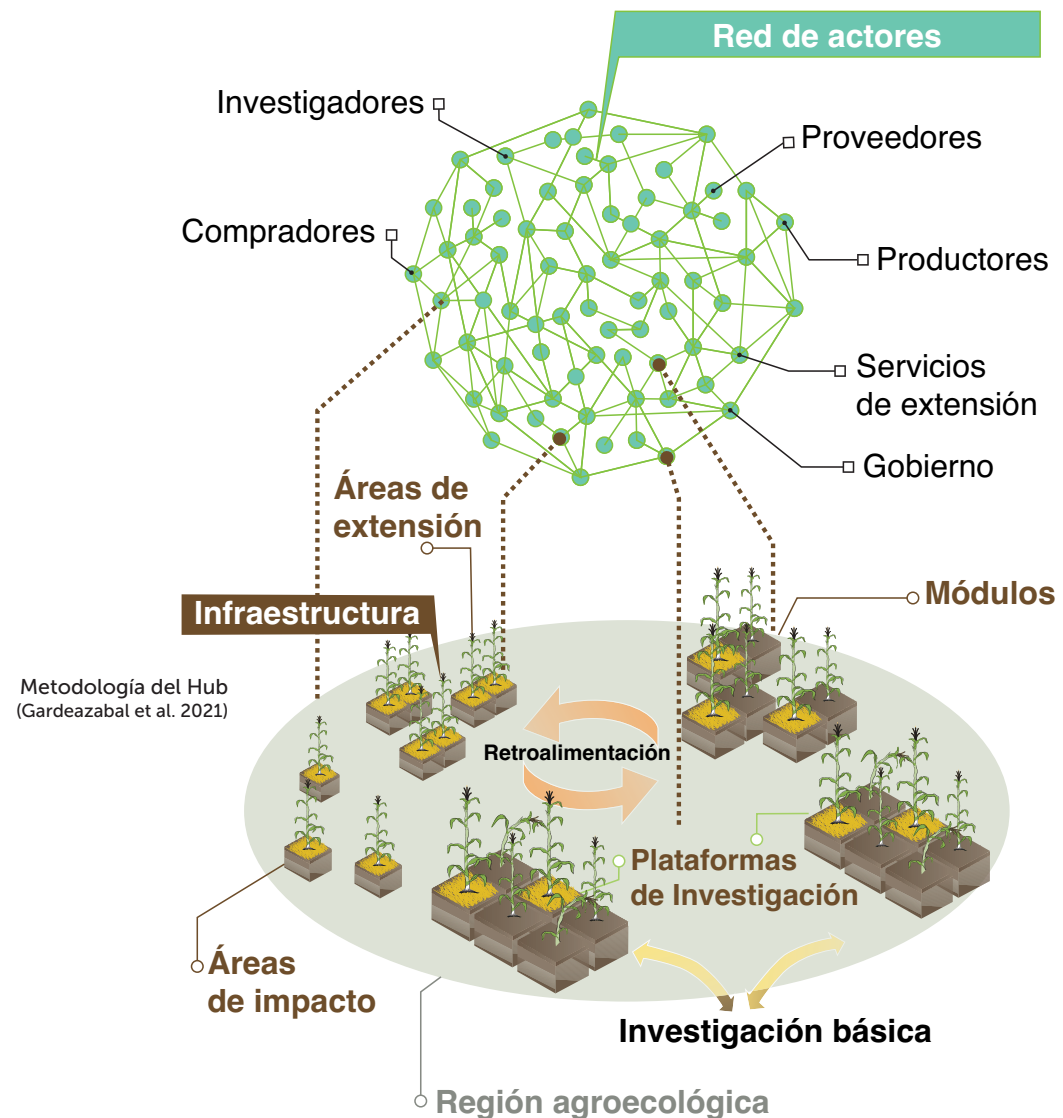 Red de actores
Investigadores
Proveedores
Compradores
Productores
Servicios
de extensión
Gobierno
Áreas de
extensión
Módulos
Infraestructura
Metodología del Hub
(Gardeazabal et al. 2021)
Retroalimentación
Plataformas
de Investigación
Áreas
de impacto
Investigación básica
Región agroecológica